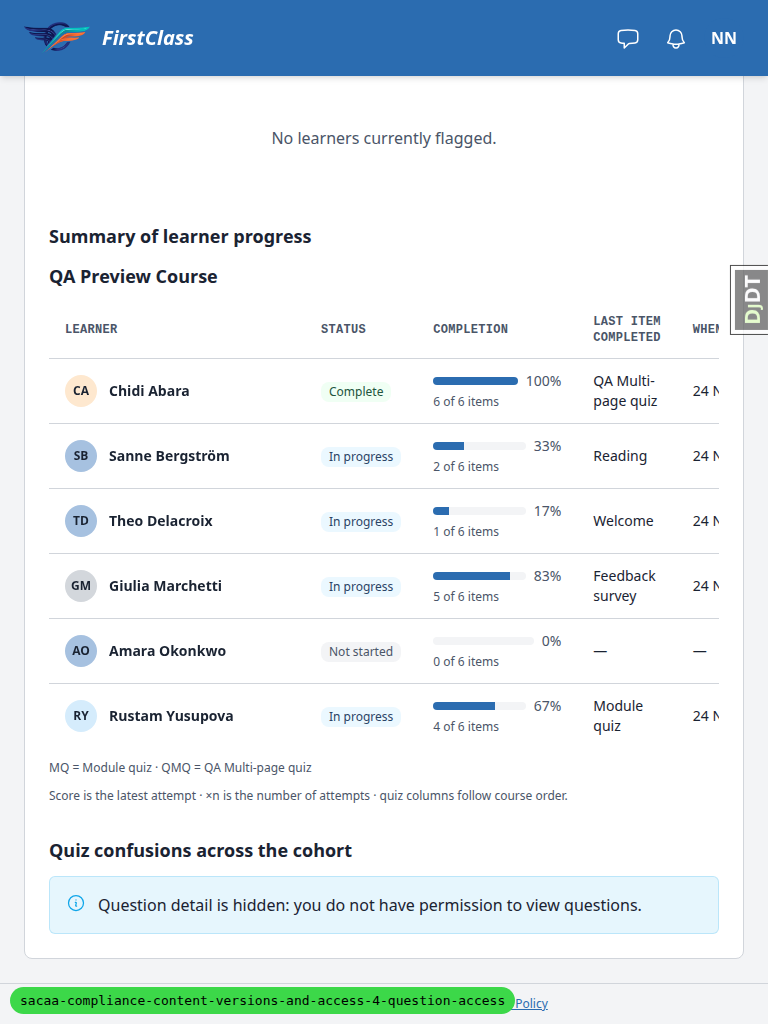 FirstClass
NN
No learners currently flagged.
Summary of learner progress
QA Preview Course
DJDT
LEARNER STATUS COMPLETION LAST ITEM COMPLETED WHEN
CA Chidi Abara Complete 100% 6 of 6 items QA Multi-page quiz 24 N
SB Sanne Bergström In progress 33% 2 of 6 items Reading 24 N
TD Theo Delacroix In progress 17% 1 of 6 items Welcome 24 N
GM Giulia Marchetti In progress 83% 5 of 6 items Feedback survey 24 N
AO Amara Okonkwo Not started 0% 0 of 6 items — —
RY Rustam Yusupova In progress 67% 4 of 6 items Module quiz 24 N
MQ = Module quiz · QMQ = QA Multi-page quiz
Score is the latest attempt · ×n is the number of attempts · quiz columns follow course order.
Quiz confusions across the cohort
Question detail is hidden: you do not have permission to view questions.
sacaa-compliance-content-versions-and-access-4-question-access
Policy